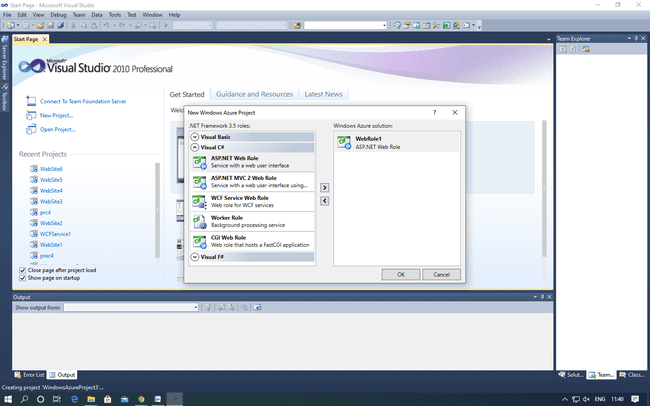 Start Page - Microsoft Visual Studio
File Edit View Debug Team Data Tools Test Window Help
Server Explorer
Toolbox
Start Page
Microsoft
Visual Studio 2010 Professional
Connect To Team Foundation Server
New Project...
Open Project...
Recent Projects
WebSite6
WebSite5
WebSite4
WebSite3
prc4
WebSite2
WCFService1
WebSite1
prac4
Close page after project load
Show page on startup
Get Started Guidance and Resources Latest News
New Windows Azure Project
.NET Framework 3.5 roles:
Visual Basic
Visual C#
ASP.NET Web Role
Service with a web user interface
ASP.NET MVC 2 Web Role
Service with a web user interface using...
WCF Service Web Role
Web role for WCF services
Worker Role
Background processing service
CGI Web Role
Web role that hosts a FastCGI application
Visual F#
Windows Azure solution:
WebRole1
ASP.NET Web Role
OK Cancel
Team Explorer
Output
Show output from:
Error List Output
Solut... Team... Class...
Creating project 'WindowsAzureProject3'...
ENG 11:40